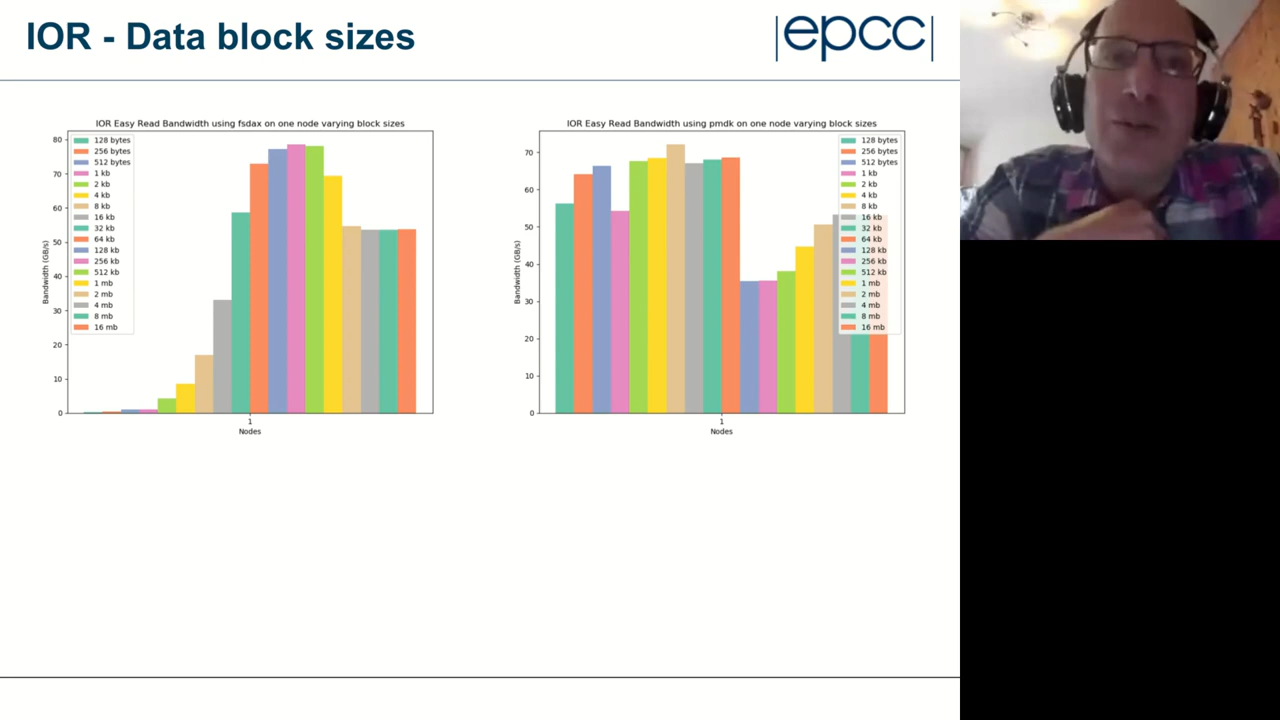 IOR - Data block sizes
|epcc|
IOR Easy Read Bandwidth using fsdax on one node varying block sizes
80
70
60
50
40
30
20
10
0
Bandwidth (GB/s)
128 bytes
256 bytes
512 bytes
1 kb
2 kb
4 kb
8 kb
16 kb
32 kb
64 kb
128 kb
256 kb
512 kb
1 mb
2 mb
4 mb
8 mb
16 mb
1
Nodes
IOR Easy Read Bandwidth using pmdk on one node varying block sizes
70
60
50
40
30
20
10
0
Bandwidth (GB/s)
128 bytes
256 bytes
512 bytes
1 kb
2 kb
4 kb
8 kb
16 kb
32 kb
64 kb
128 kb
256 kb
512 kb
1 mb
2 mb
4 mb
8 mb
16 mb
1
Nodes